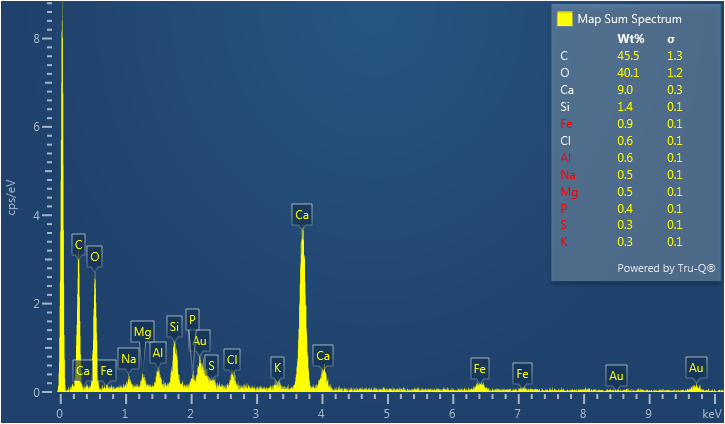 Map Sum Spectrum
Wt% σ
C 45.5 1.3
O 40.1 1.2
Ca 9.0 0.3
Si 1.4 0.1
Fe 0.9 0.1
Cl 0.6 0.1
Al 0.6 0.1
Na 0.5 0.1
Mg 0.5 0.1
P 0.4 0.1
S 0.3 0.1
K 0.3 0.1
Powered by Tru-Q®
cps/eV
8
6
4
2
0
Ca
C
O
P
Mg
Si
Au
Al
Na
S
Cl
Ca
K
Ca
Fe
Fe
Fe
Au
Au
0 1 2 3 4 5 6 7 8 9 keV